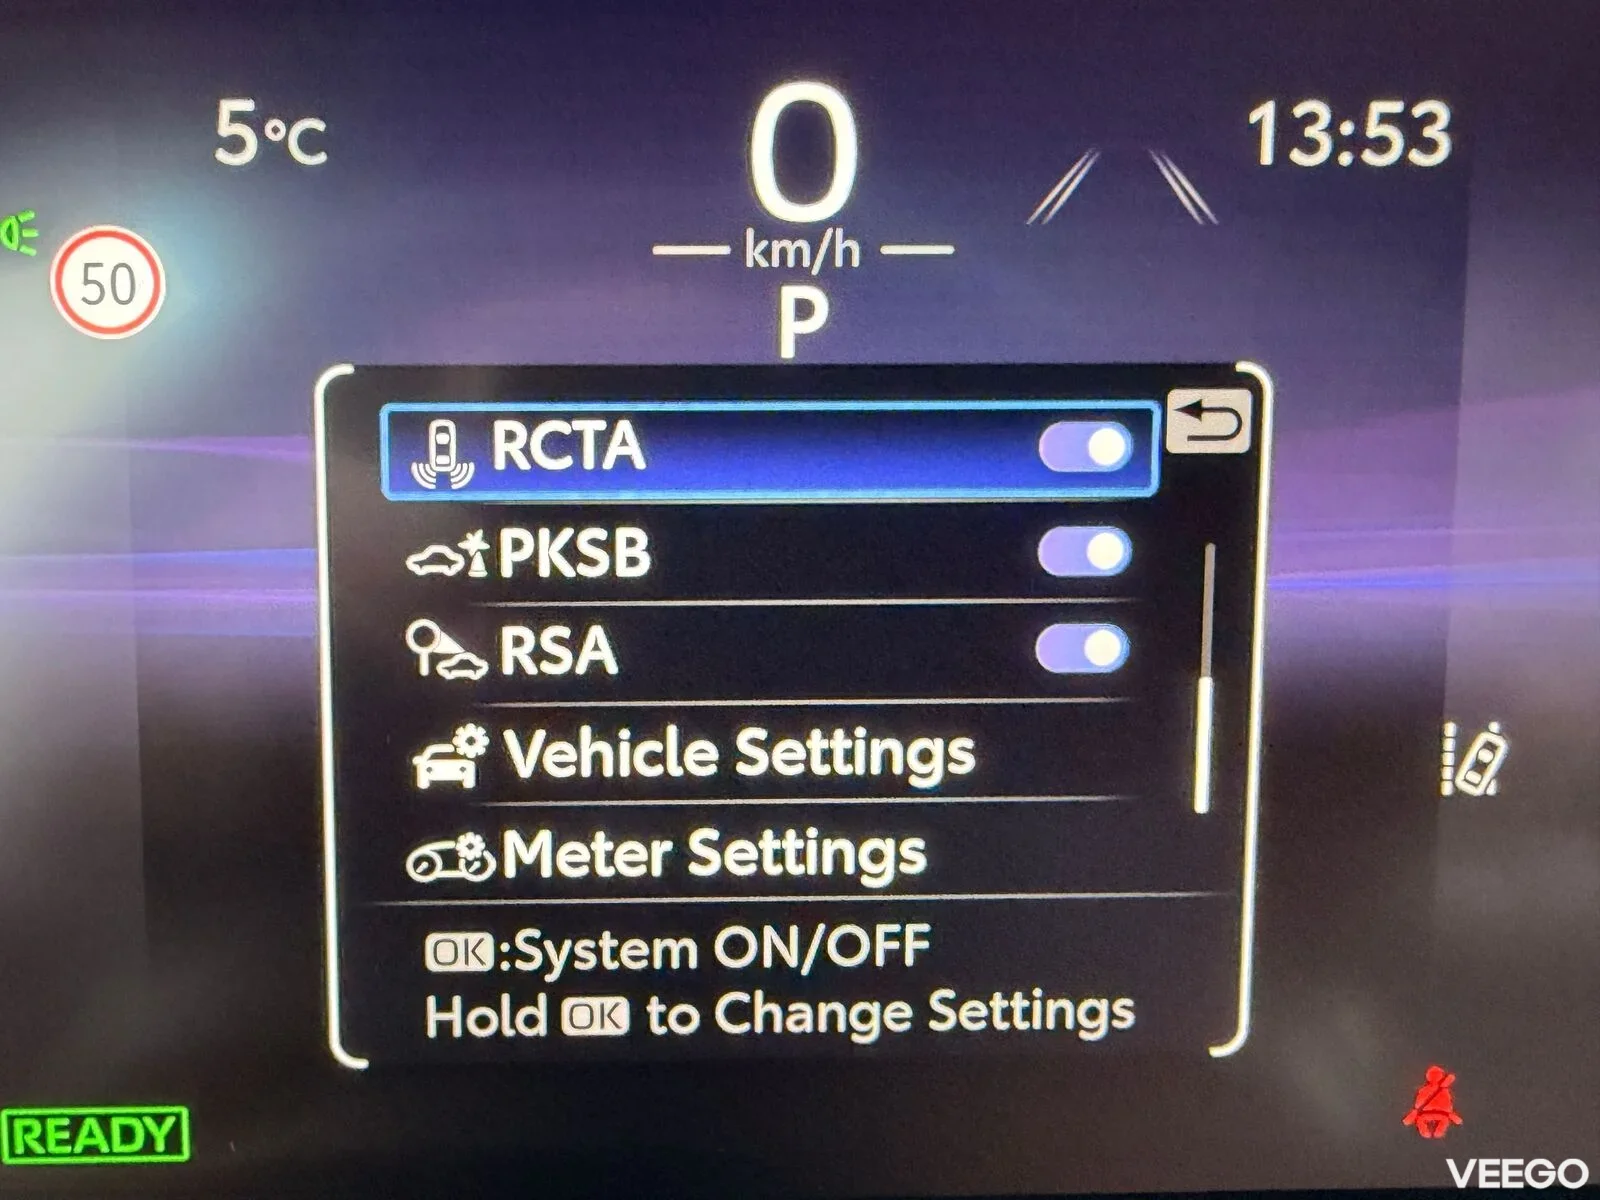 5°C
0
13:53
km/h
50
P
RCTA
PKSB
RSA
Vehicle Settings
Meter Settings
OK:System ON/OFF
Hold OK to Change Settings
READY
VEEGO